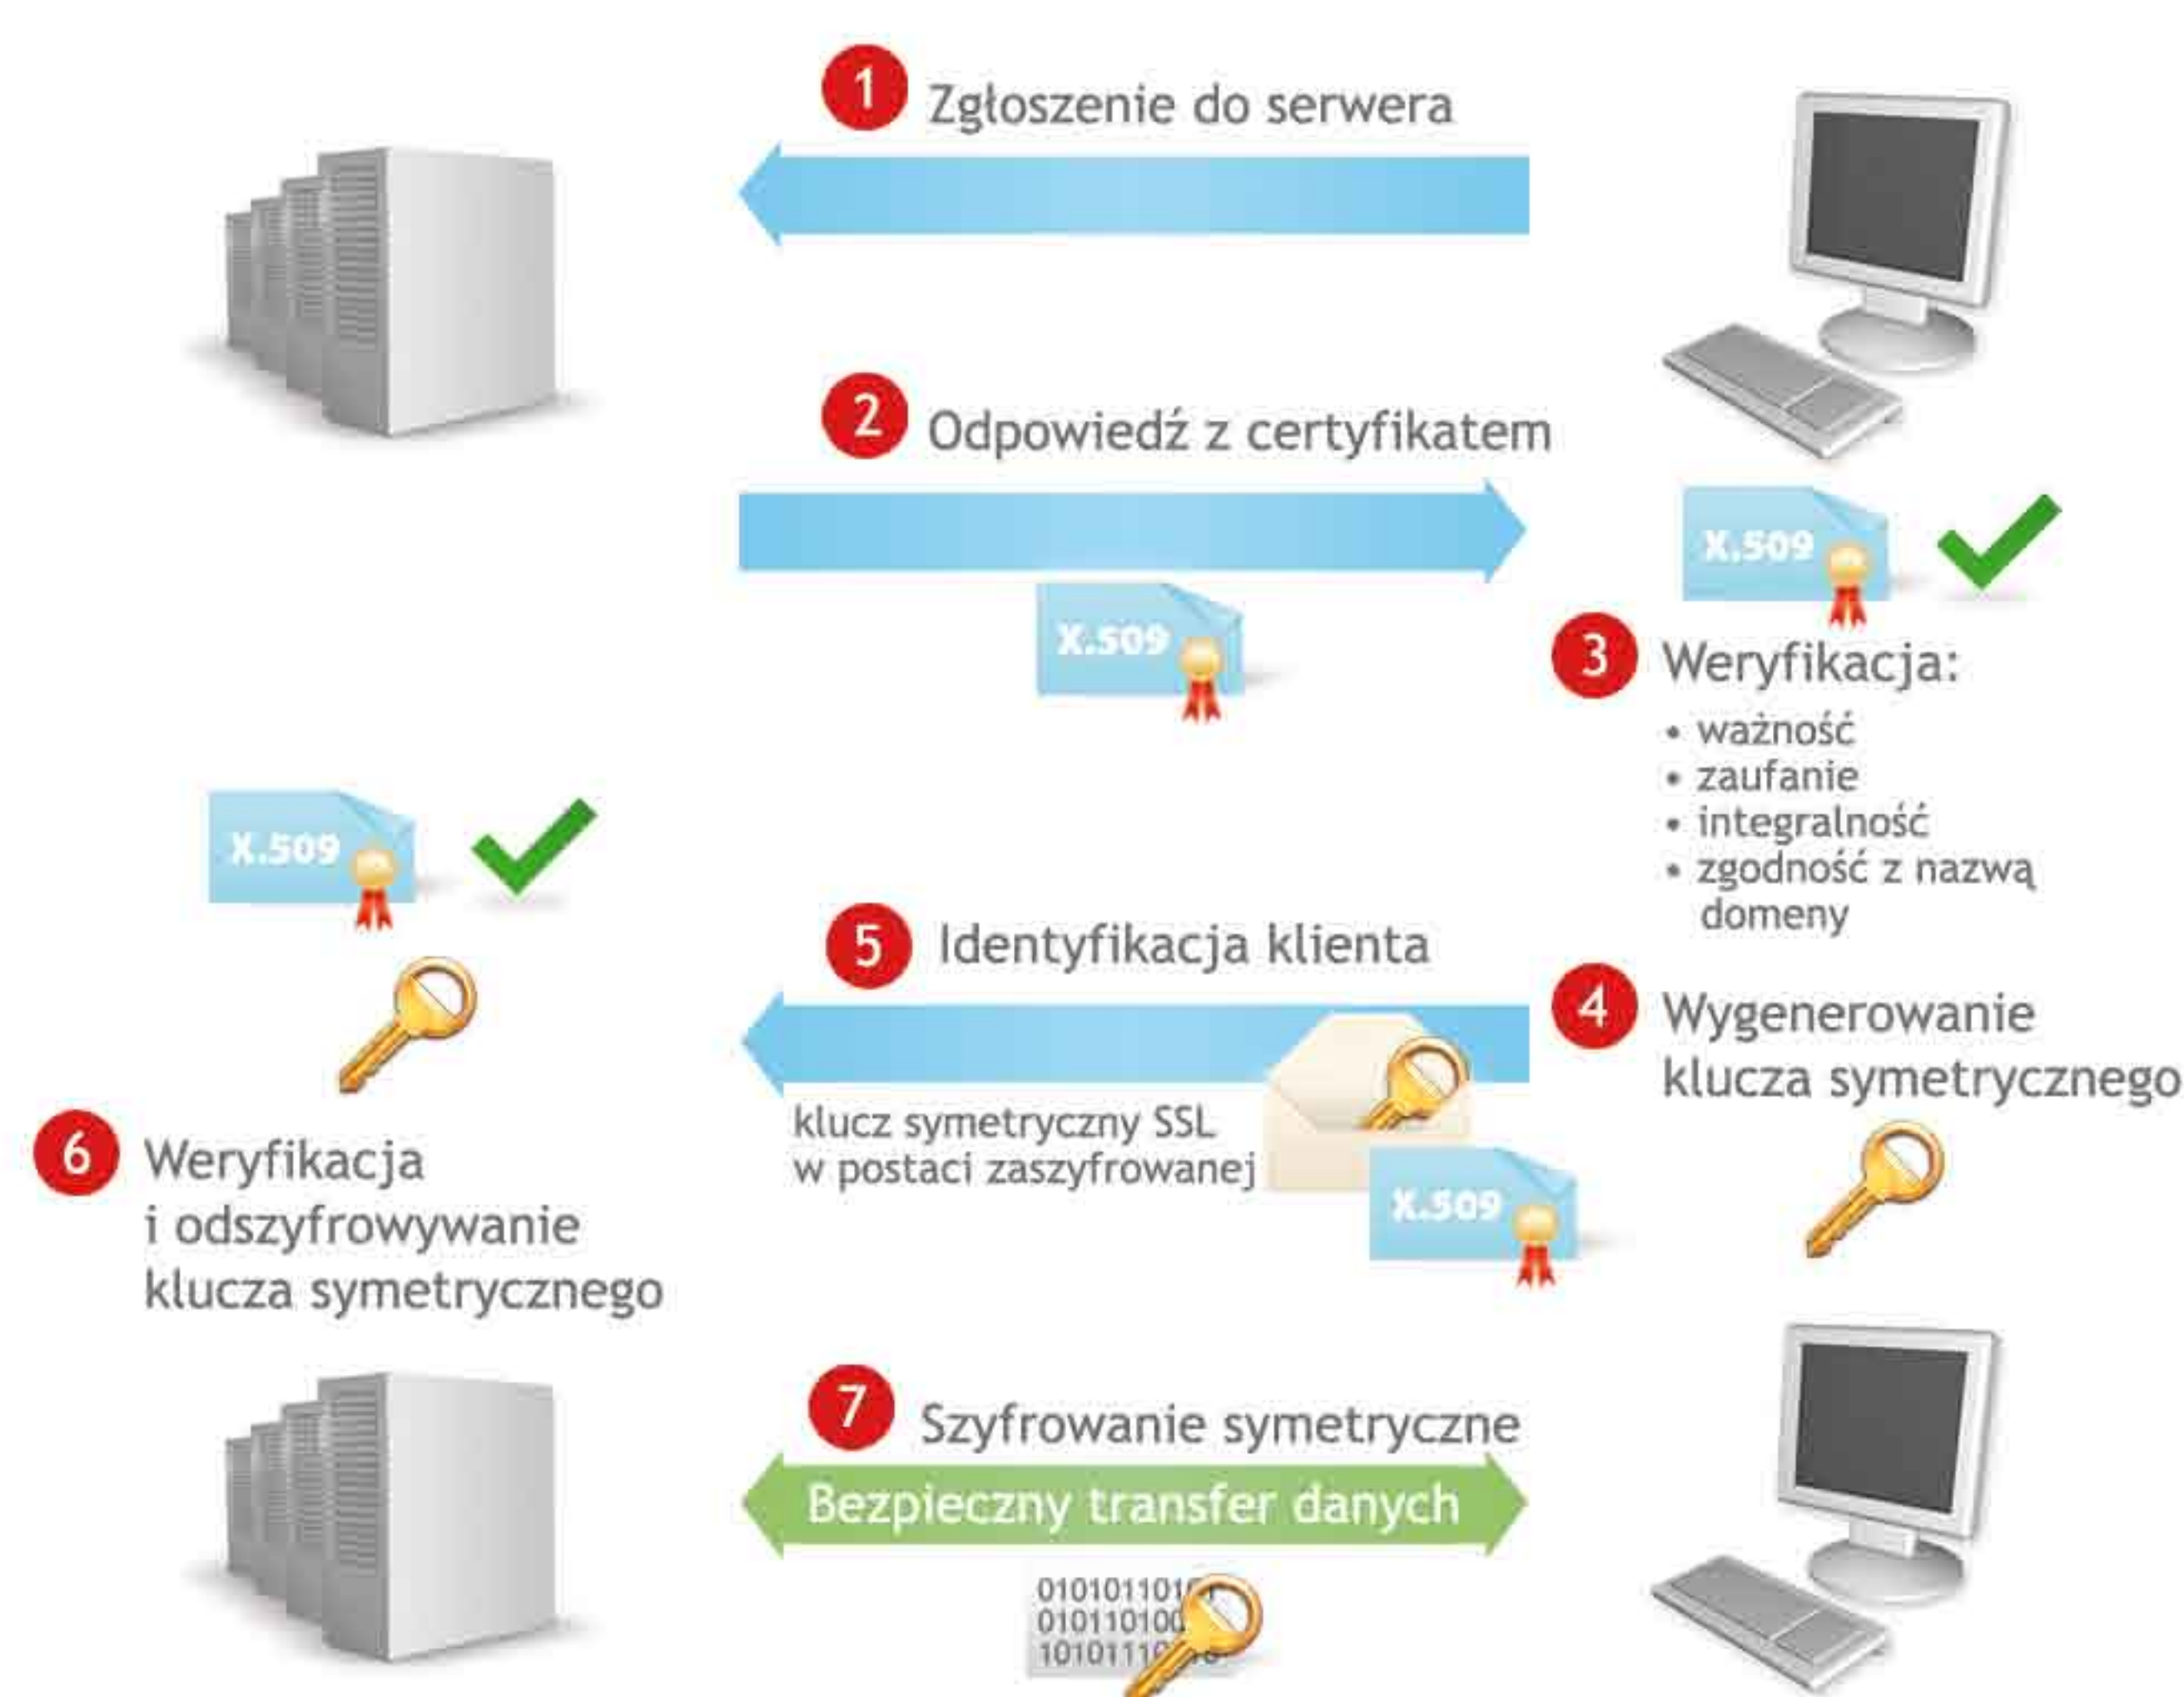 1
Zgłoszenie do serwera
2
Odpowiedź z certyfikatem
X.509
X.509
3
Weryfikacja:
• ważność
• zaufanie
• integralność
• zgodność z nazwą
domeny
4
Wygenerowanie
klucza symetrycznego
5
Identyfikacja klienta
klucz symetryczny SSL
w postaci zaszyfrowanej
X.509
X.509
6
Weryfikacja
i odszyfrowywanie
klucza symetrycznego
7
Szyfrowanie symetryczne
Bezpieczny transfer danych